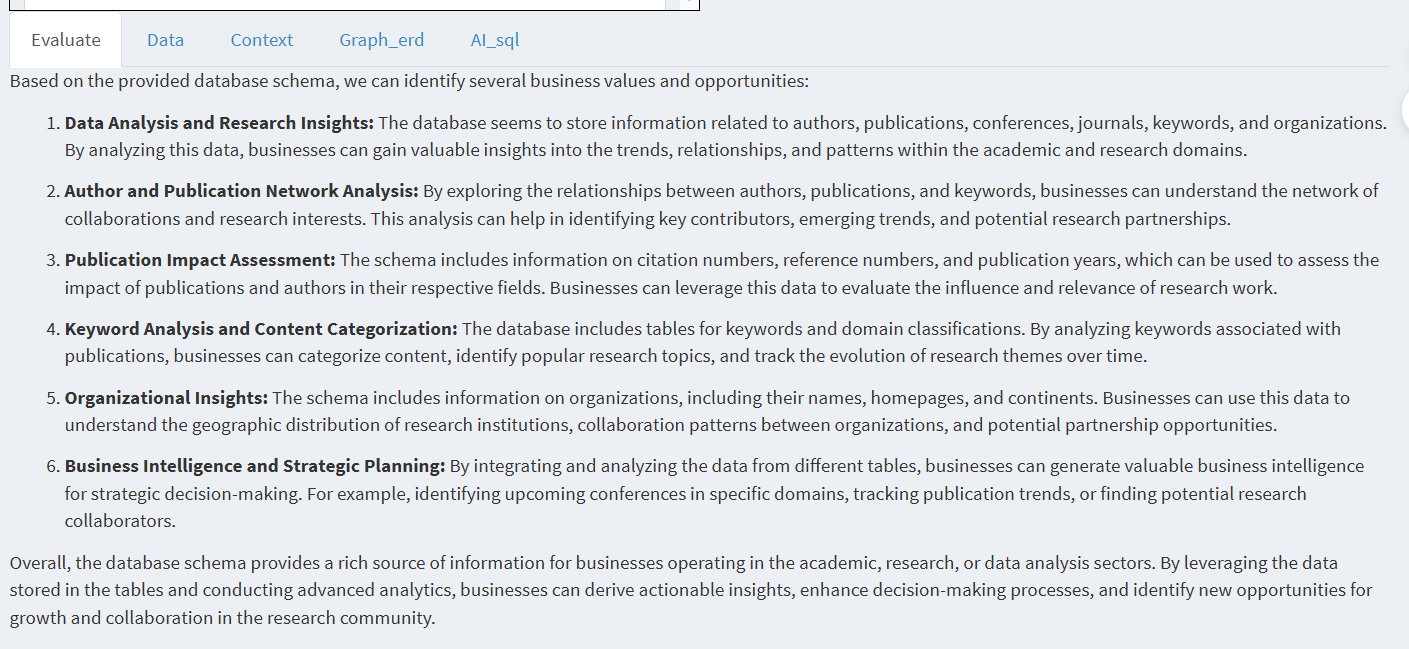 Evaluate Data Context Graph_erd AI_sql
Based on the provided database schema, we can identify several business values and opportunities:
1. Data Analysis and Research Insights: The database seems to store information related to authors, publications, conferences, journals, keywords, and organizations.
By analyzing this data, businesses can gain valuable insights into the trends, relationships, and patterns within the academic and research domains.
2. Author and Publication Network Analysis: By exploring the relationships between authors, publications, and keywords, businesses can understand the network of
collaborations and research interests. This analysis can help in identifying key contributors, emerging trends, and potential research partnerships.
3. Publication Impact Assessment: The schema includes information on citation numbers, reference numbers, and publication years, which can be used to assess the
impact of publications and authors in their respective fields. Businesses can leverage this data to evaluate the influence and relevance of research work.
4. Keyword Analysis and Content Categorization: The database includes tables for keywords and domain classifications. By analyzing keywords associated with
publications, businesses can categorize content, identify popular research topics, and track the evolution of research themes over time.
5. Organizational Insights: The schema includes information on organizations, including their names, homepages, and continents. Businesses can use this data to
understand the geographic distribution of research institutions, collaboration patterns between organizations, and potential partnership opportunities.
6. Business Intelligence and Strategic Planning: By integrating and analyzing the data from different tables, businesses can generate valuable business intelligence
for strategic decision-making. For example, identifying upcoming conferences in specific domains, tracking publication trends, or finding potential research
collaborators.
Overall, the database schema provides a rich source of information for businesses operating in the academic, research, or data analysis sectors. By leveraging the data
stored in the tables and conducting advanced analytics, businesses can derive actionable insights, enhance decision-making processes, and identify new opportunities for
growth and collaboration in the research community.